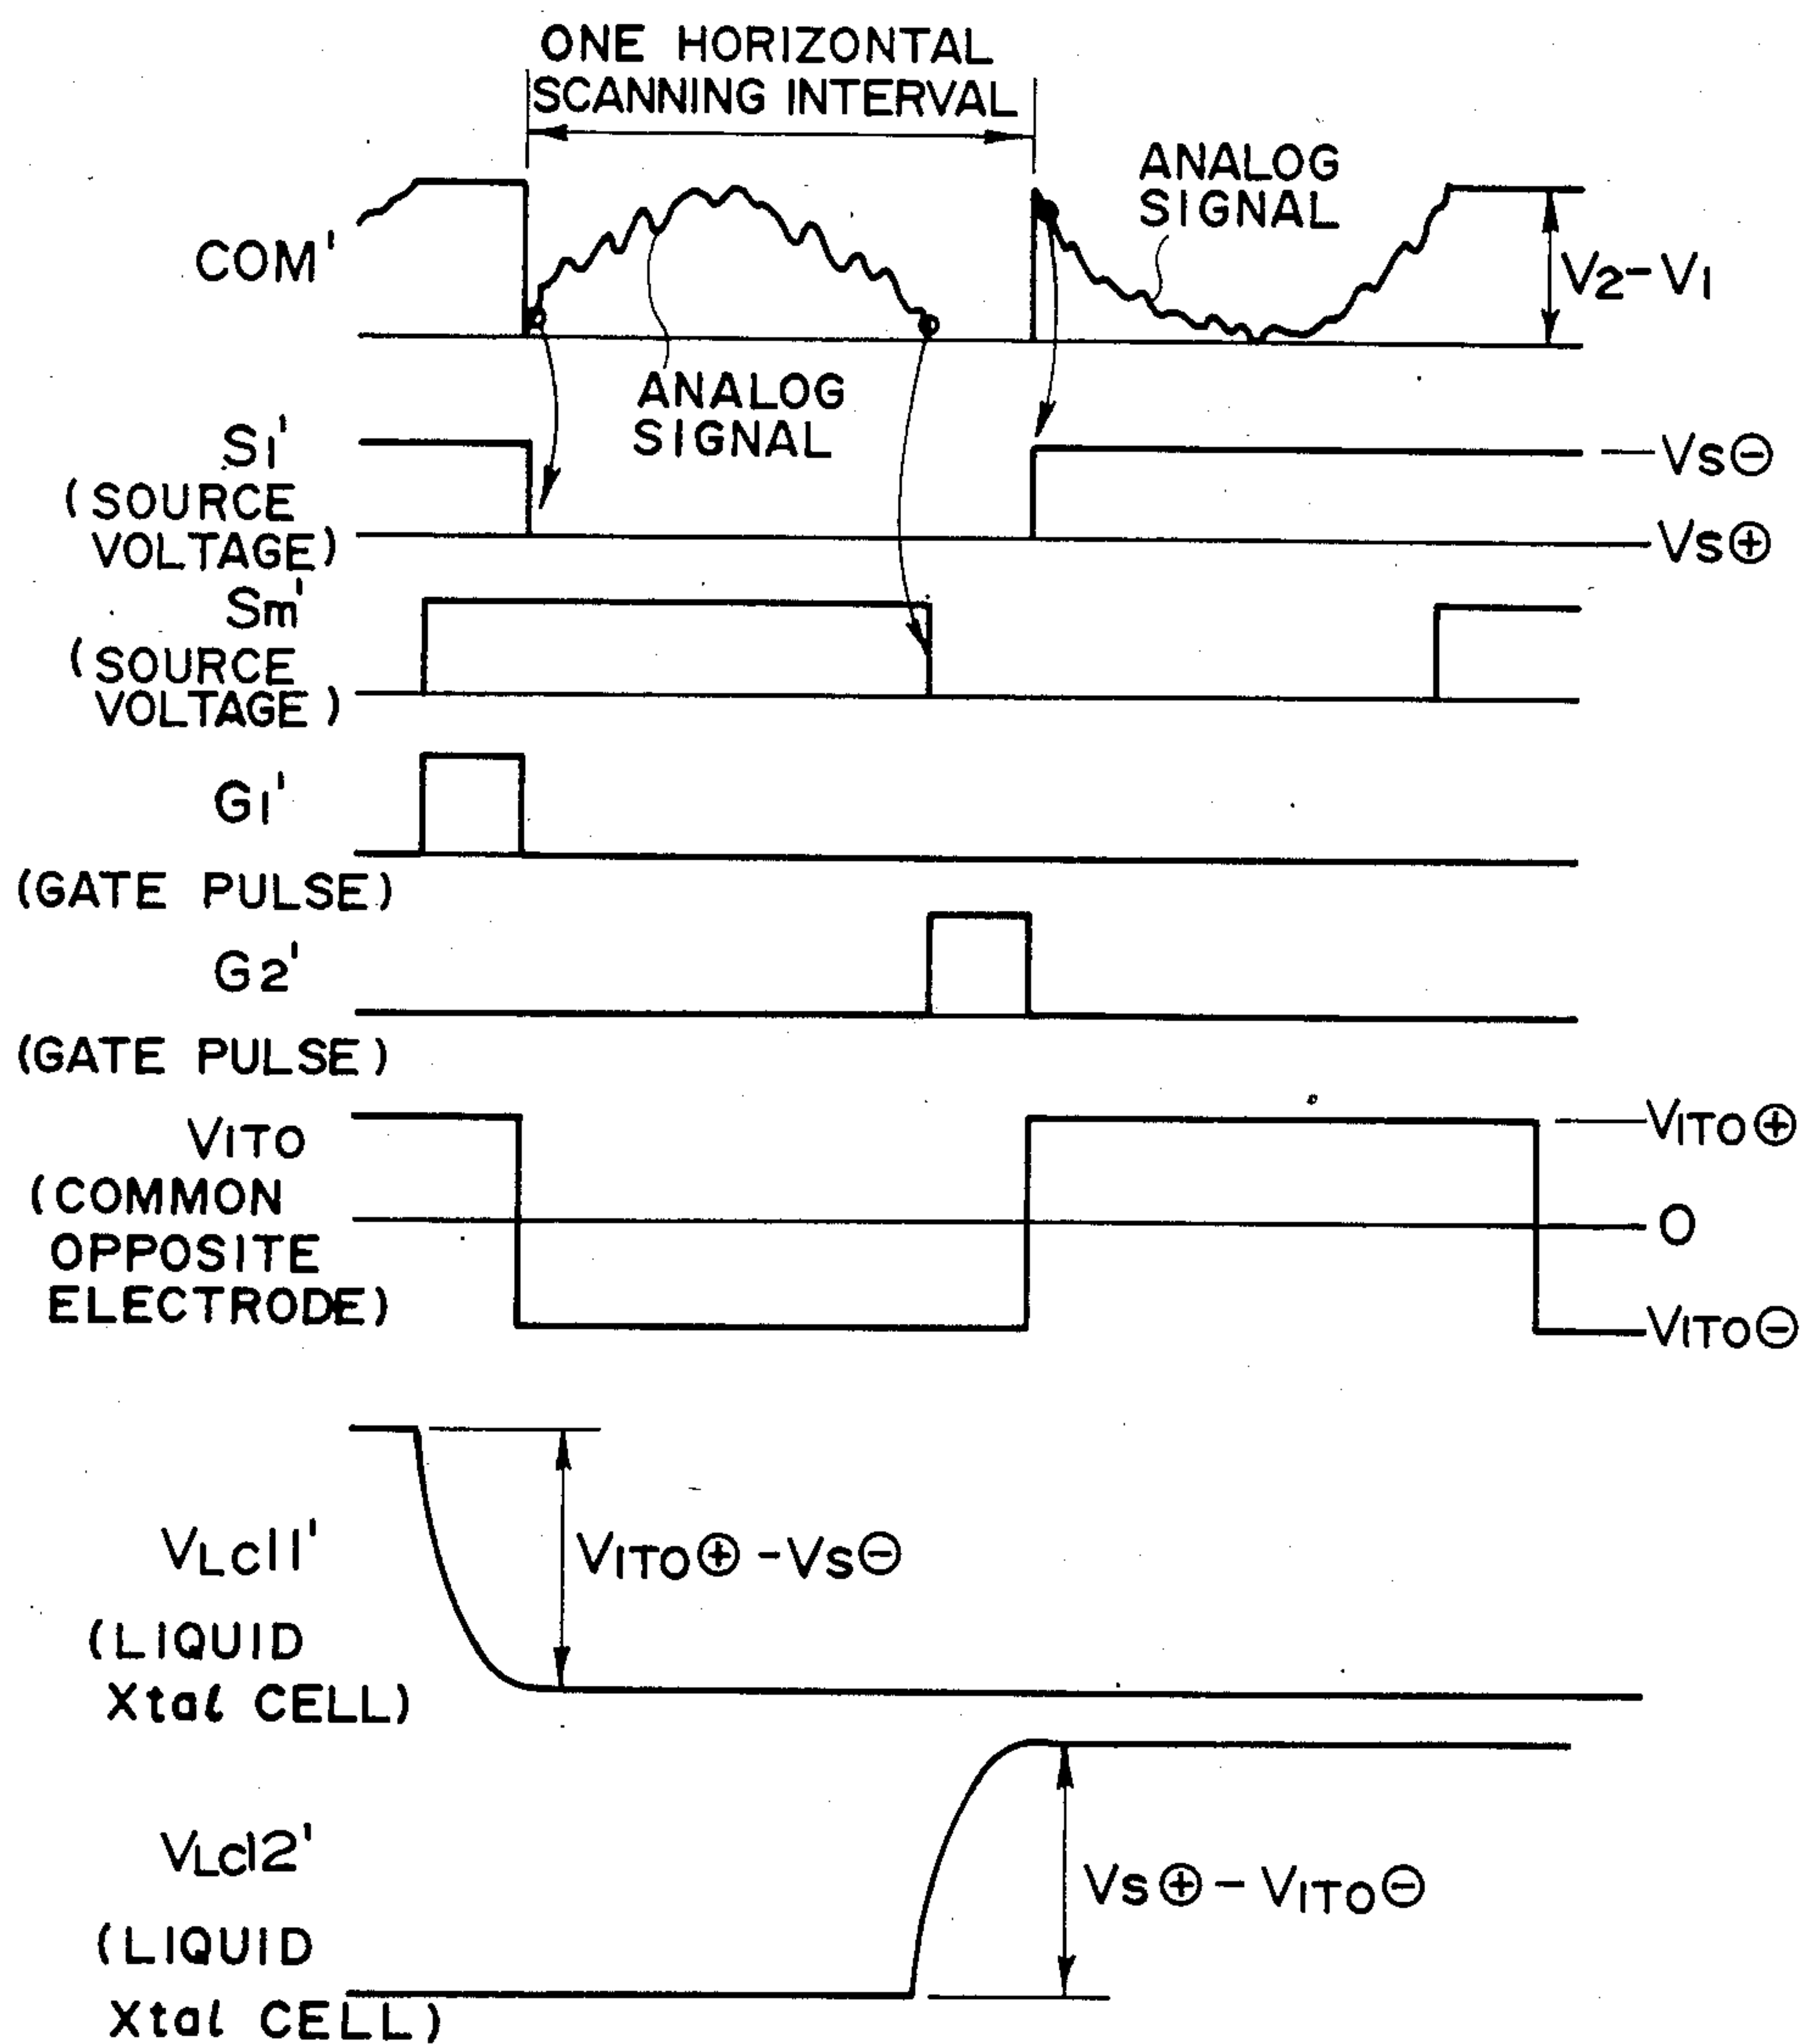 ONE HORIZONTAL
SCANNING INTERVAL
ANALOG
SIGNAL
COM'
V2-V1
ANALOG
SIGNAL
S1'
(SOURCE
VOLTAGE)
Vs⊖
Vs⊕
Sm'
(SOURCE
VOLTAGE)
G1'
(GATE PULSE)
G2'
(GATE PULSE)
VITO
(COMMON
OPPOSITE
ELECTRODE)
VITO⊕
O
VITO⊖
VLC11'
(LIQUID
Xtal CELL)
VITO⊕-VS⊖
VLC12'
(LIQUID
Xtal CELL)
VS⊕-VITO⊖